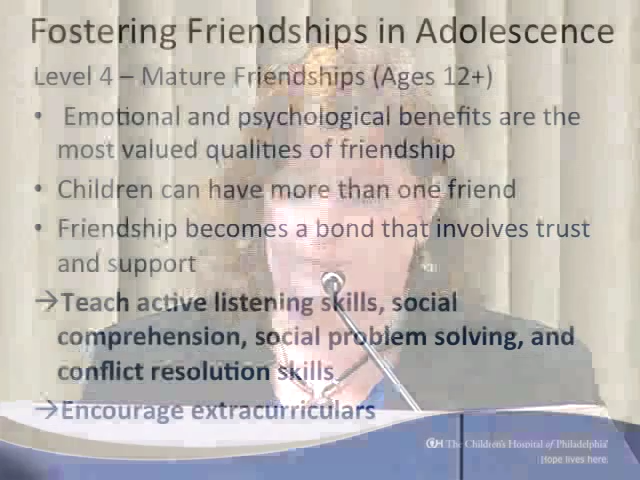 Fostering Friendships in Adolescence
Level 4 – Mature Friendships (Ages 12+)
• Emotional and psychological benefits are the
most valued qualities of friendship
• Children can have more than one friend
• Friendship becomes a bond that involves trust
and support
→Teach active listening skills, social
comprehension, social problem solving, and
conflict resolution skills.
→Encourage extracurriculars
The Children's Hospital of Philadelphia
Hope lives here.